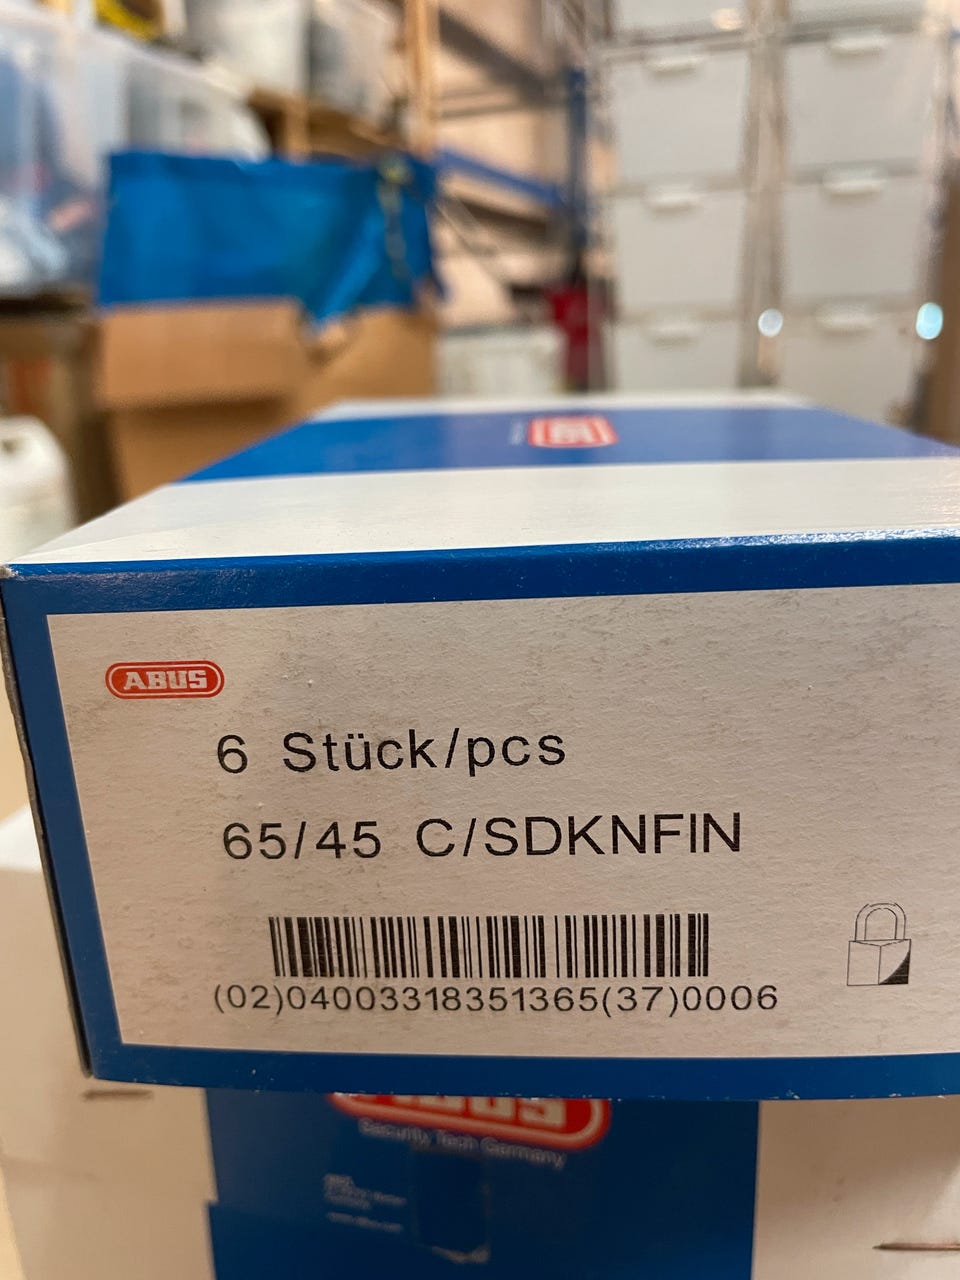 ABUS
6 Stück/pcs
65/45 C/SDKNFIN
(02)04003318351365(37)0006
ABUS
Security Tech Germany